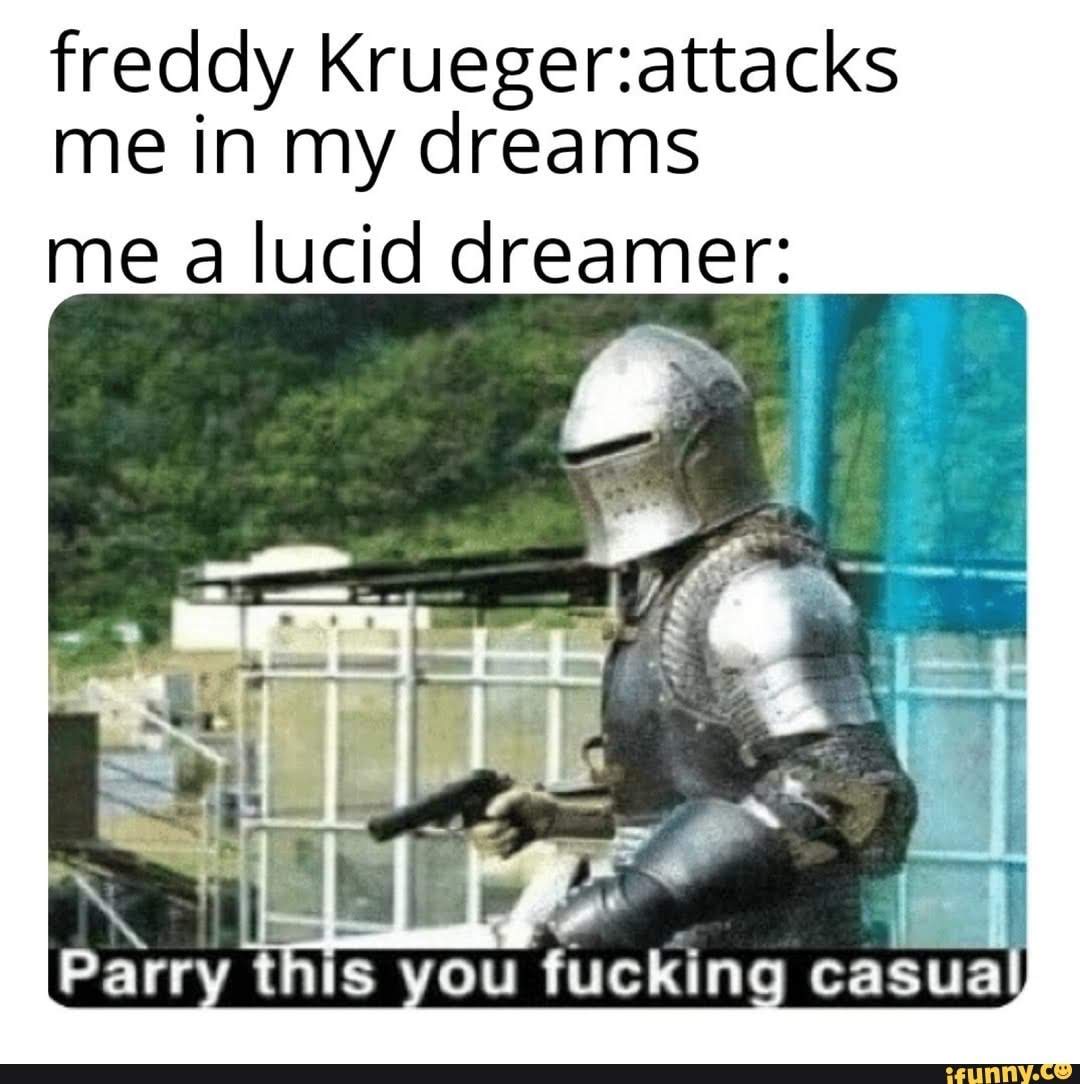 freddy Krueger:attacks
me in my dreams
me a lucid dreamer:
Parry this you fucking casual
ifunny.co